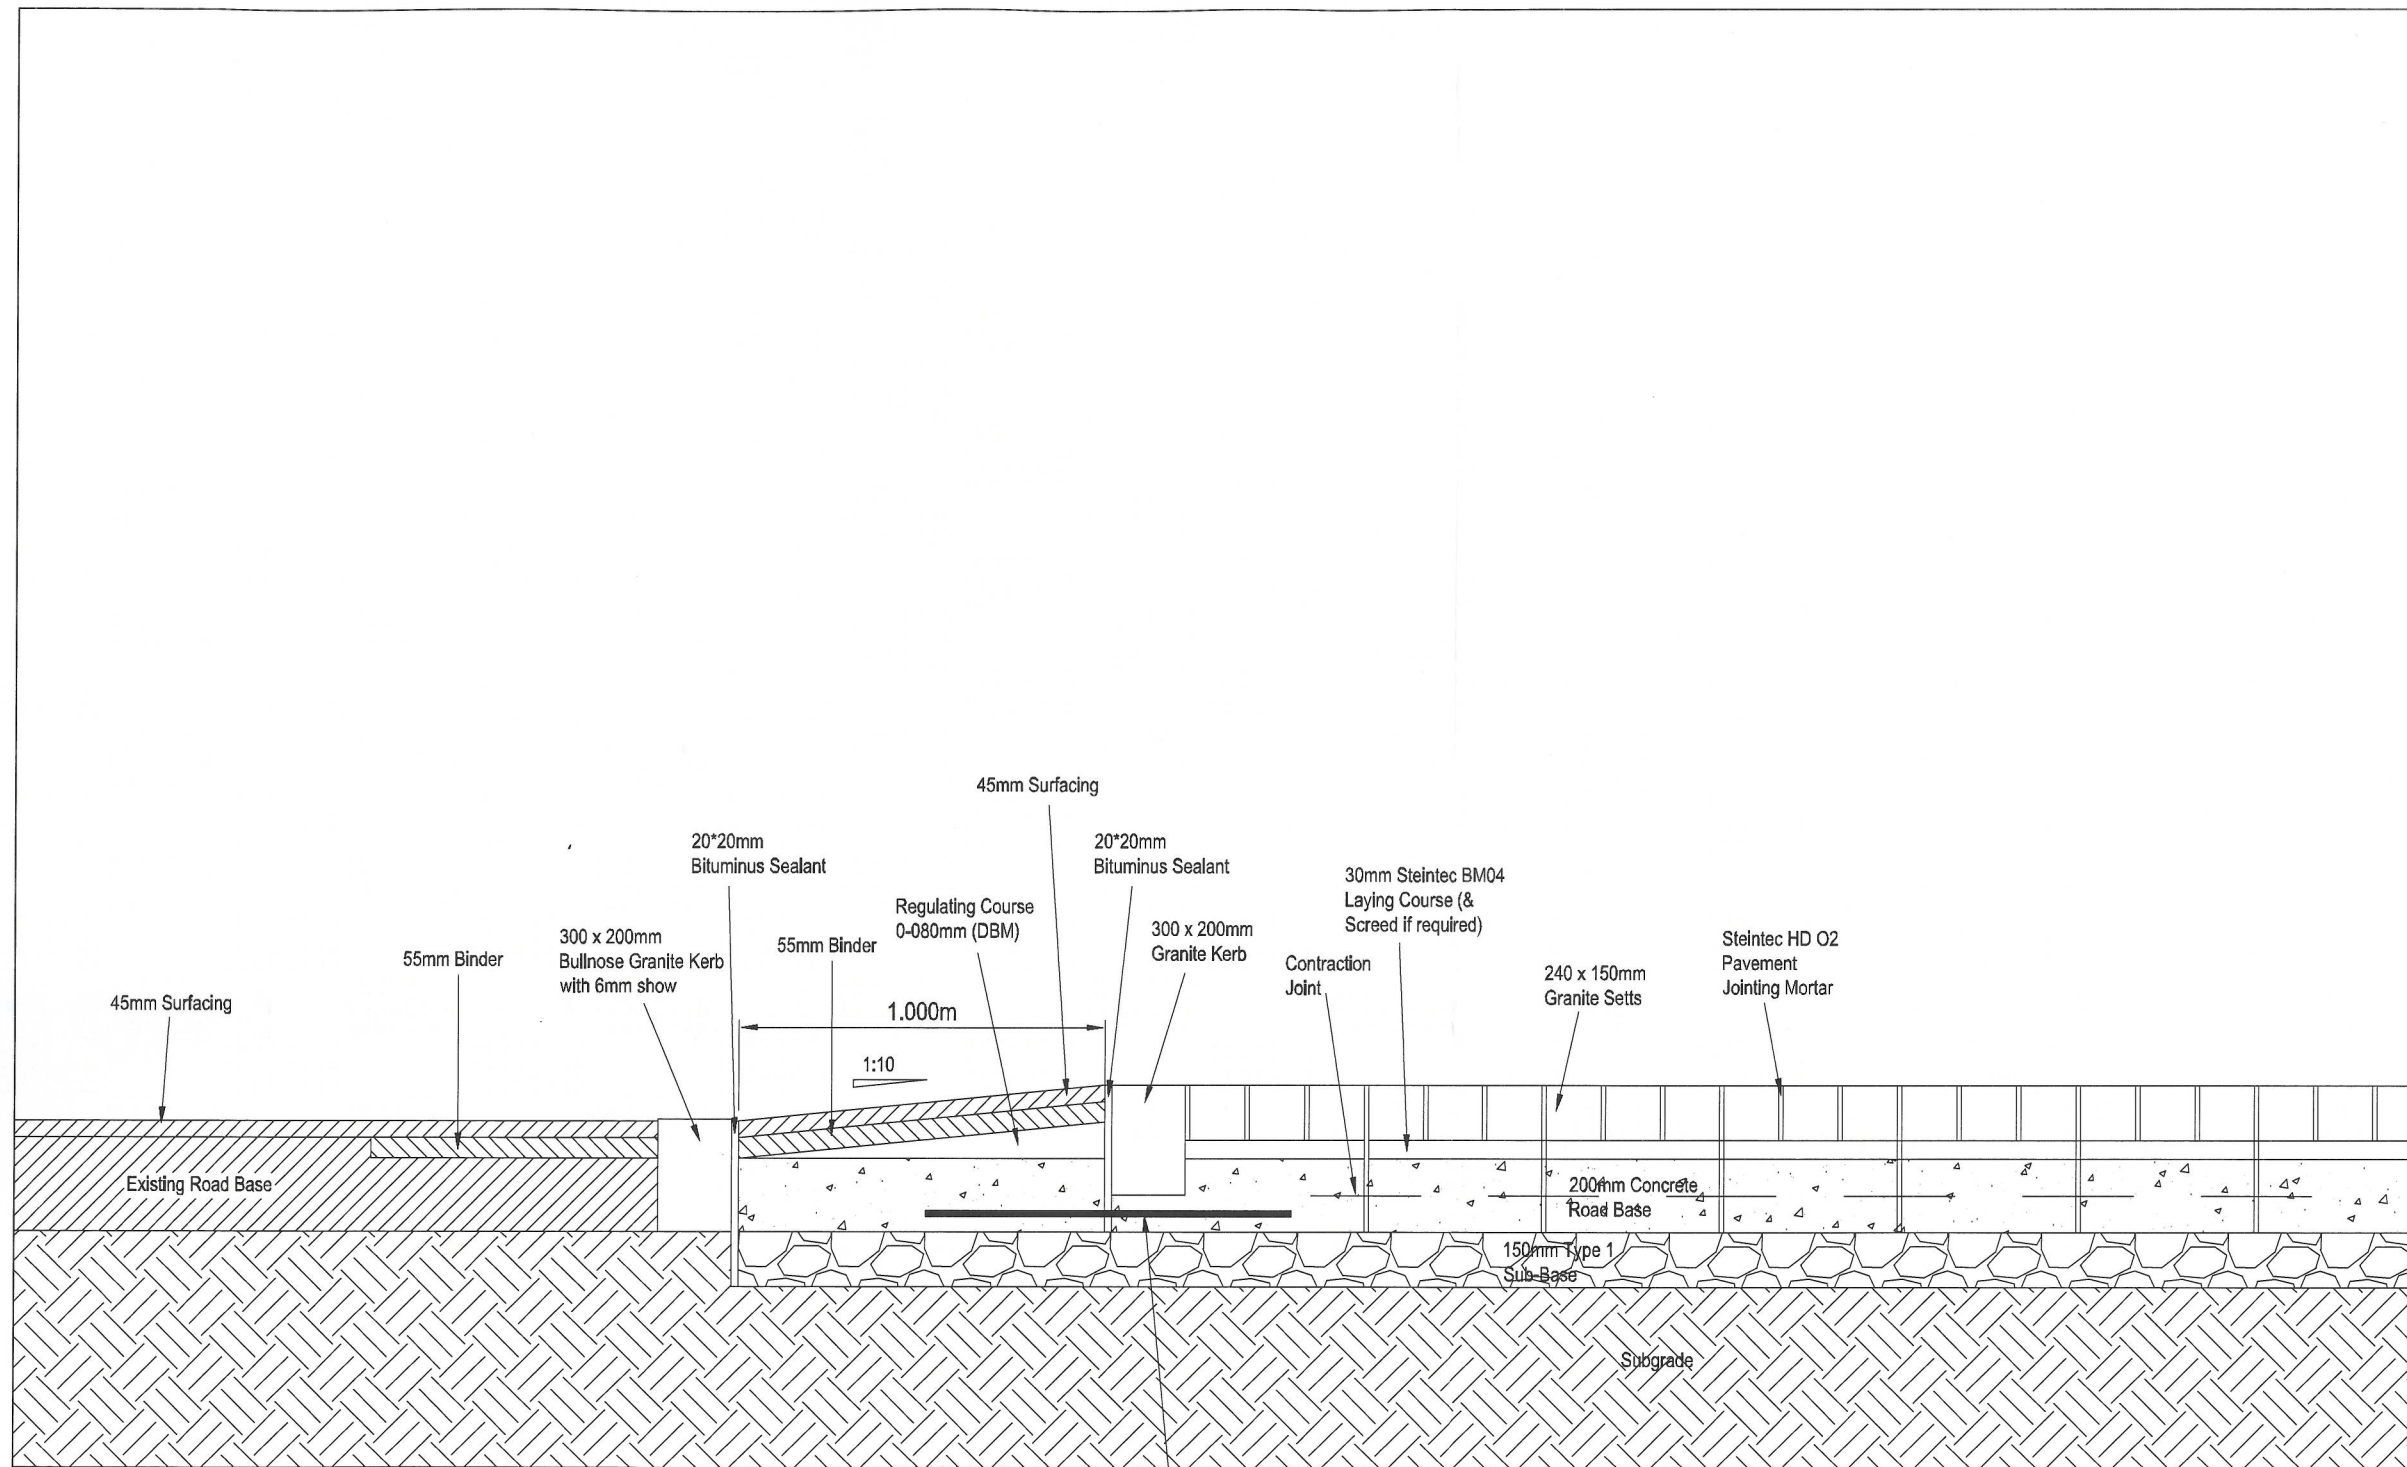 45mm Surfacing
20*20mm
Bituminus Sealant
20*20mm
Bituminus Sealant
30mm Steintec BM04
Laying Course (&
Screed if required)
Regulating Course
0-080mm (DBM)
300 x 200mm
Granite Kerb
300 x 200mm
Bullnose Granite Kerb
with 6mm show
55mm Binder
55mm Binder
Steintec HD O2
Pavement
Jointing Mortar
Contraction
Joint
240 x 150mm
Granite Setts
45mm Surfacing
1.000m
1:10
Existing Road Base
200mm Concrete
Road Base
150mm Type 1
Sub-Base
Subgrade